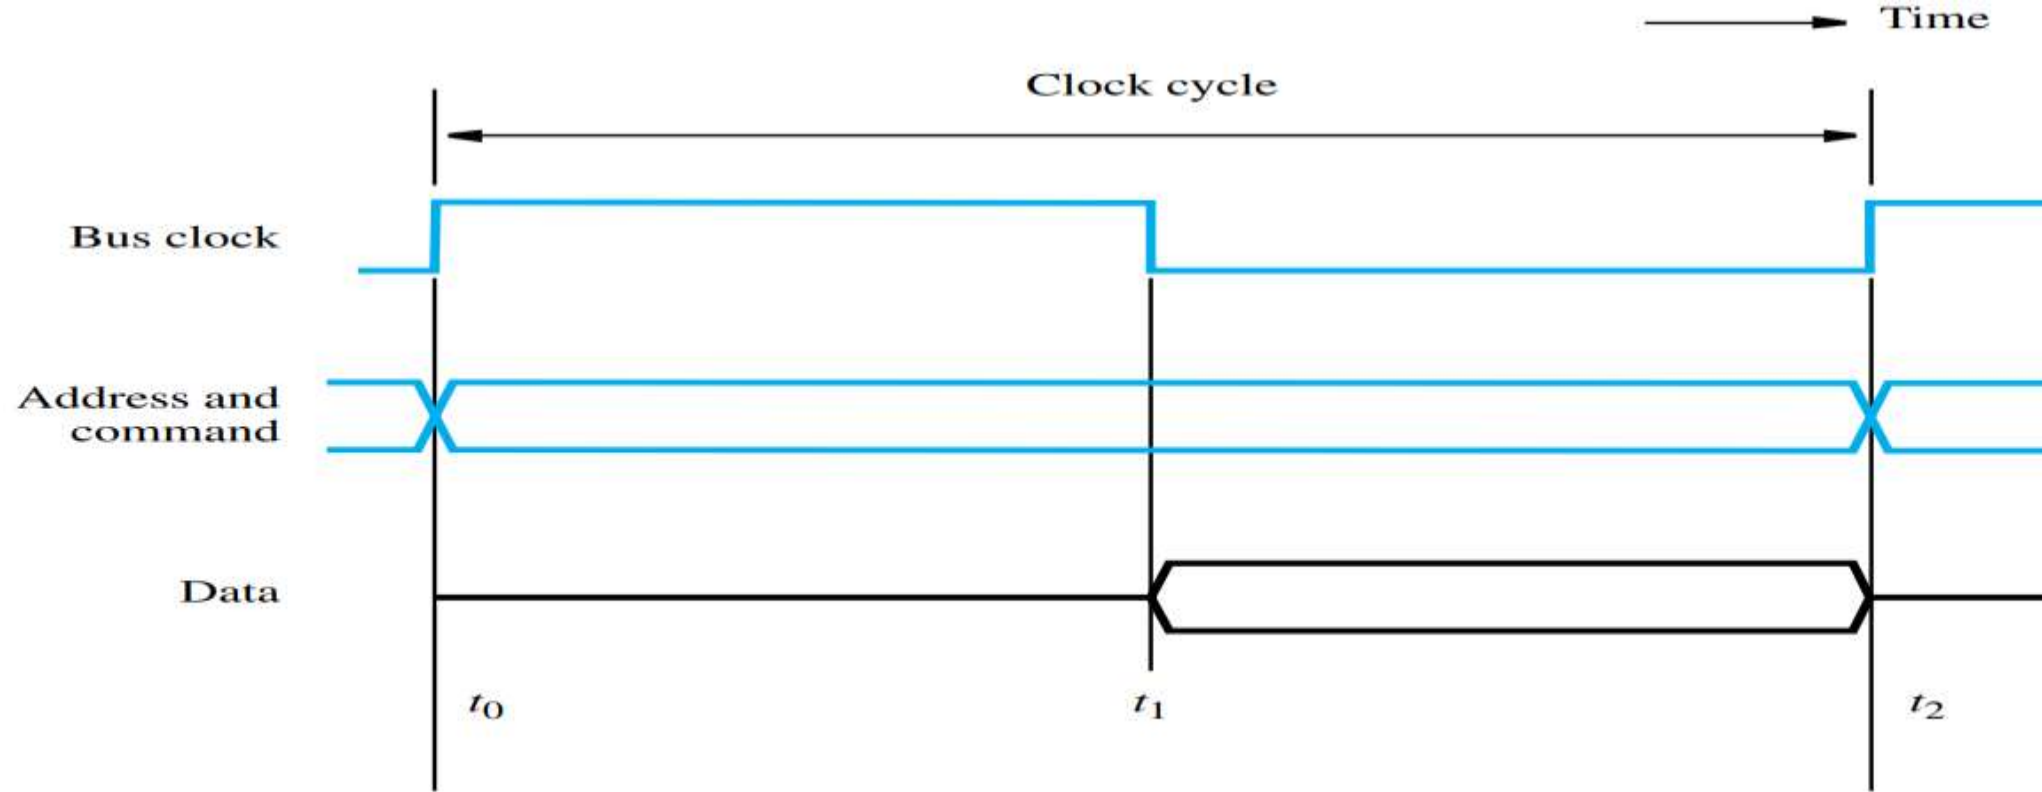 Time
Clock cycle
Bus clock
Address and
command
Data
t0
t1
t2